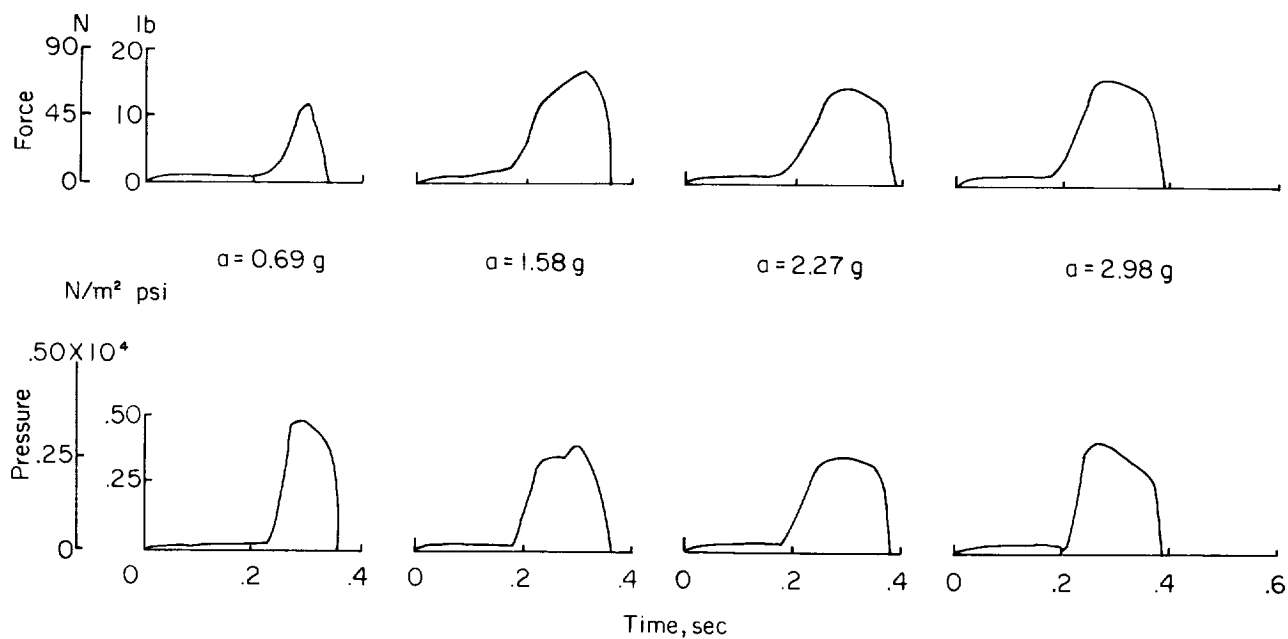 N lb
90 20
Force
45 10
0 0
a = 0.69 g a = 1.58 g a = 2.27 g a = 2.98 g
N/m² psi
.50X10⁴
Pressure
.50
.25 .25
0
0 .2 .4 0 .2 .4 0 .2 .4 0 .2 .4 .6
Time, sec